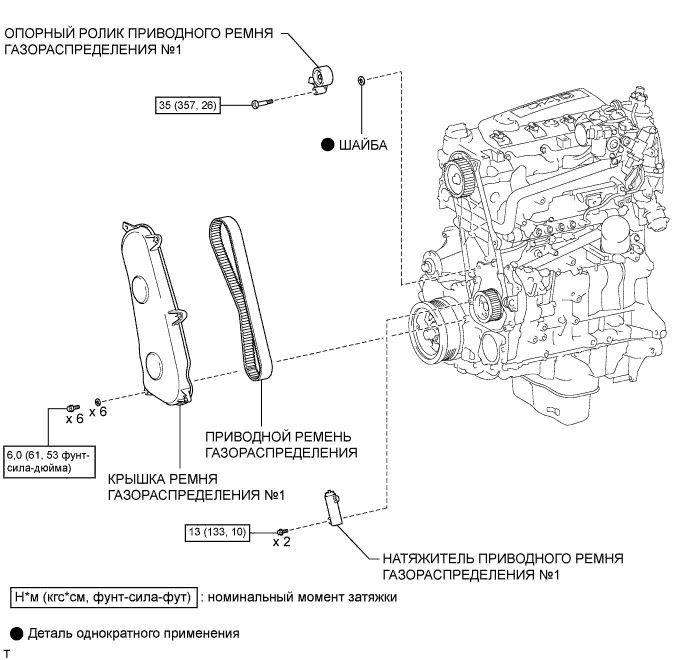 ОПОРНЫЙ РОЛИК ПРИВОДНОГО РЕМНЯ
ГАЗОРАСПРЕДЕЛЕНИЯ №1
35 (357, 26)
ШАЙБА
x 6
x 6
6,0 (61, 53 фунт-
сила-дюйма)
ПРИВОДНОЙ РЕМЕНЬ
ГАЗОРАСПРЕДЕЛЕНИЯ
КРЫШКА РЕМНЯ
ГАЗОРАСПРЕДЕЛЕНИЯ №1
13 (133, 10)
x 2
НАТЯЖИТЕЛЬ ПРИВОДНОГО РЕМНЯ
ГАЗОРАСПРЕДЕЛЕНИЯ №1
Н*м (кгс*см, фунт-сила-фут) : номинальный момент затяжки
Деталь однократного применения
T